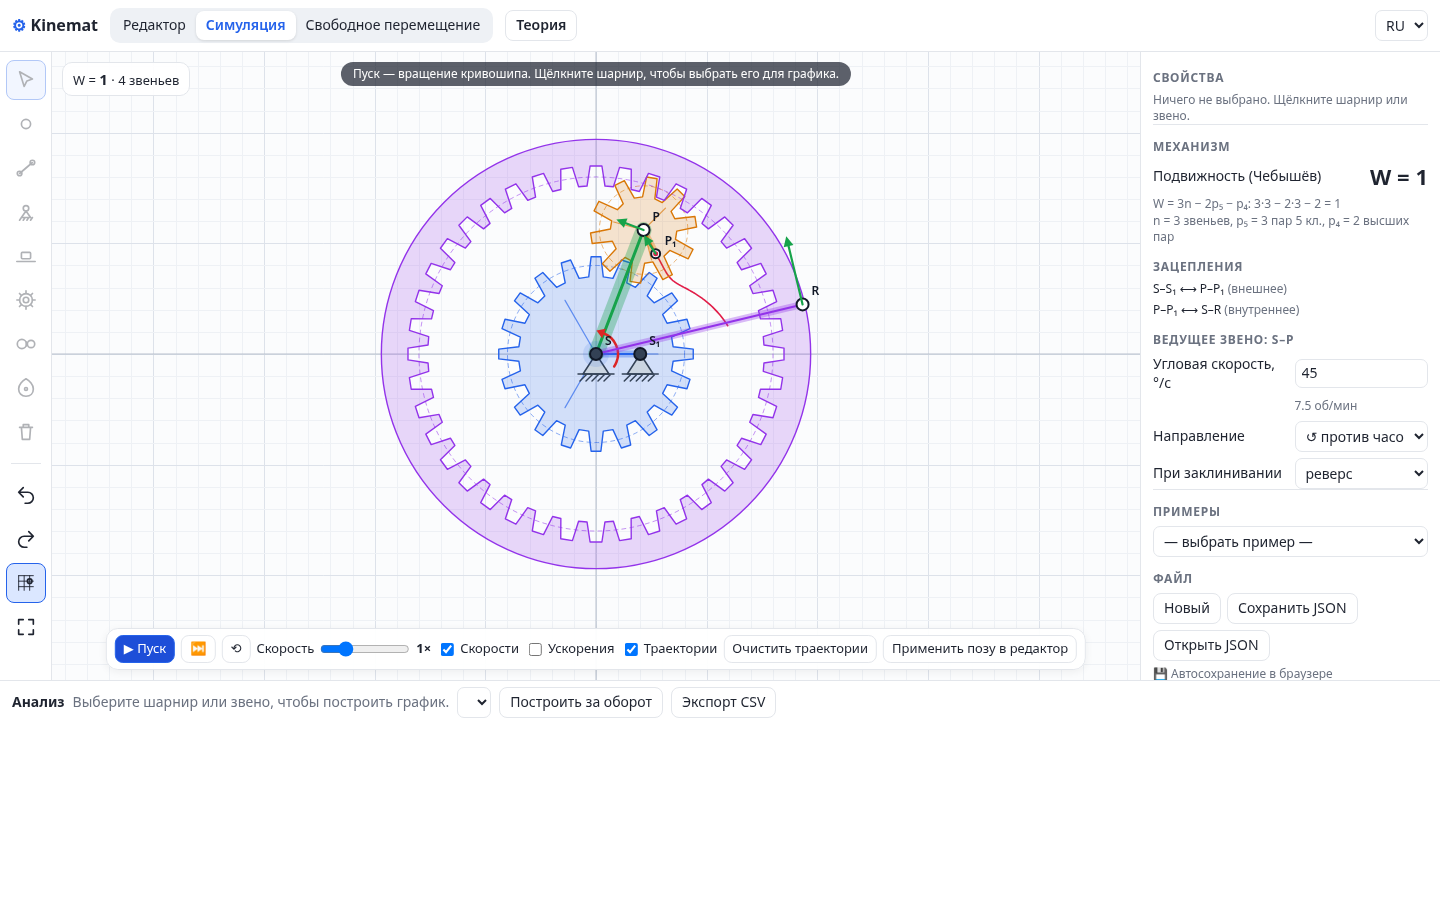 ⚙ Kinemat
Редактор
Симуляция
Свободное перемещение
Теория
RU
W = 1 · 4 звеньев
Пуск — вращение кривошипа. Щёлкните шарнир, чтобы выбрать его для графика.
P
P₁
R
S
S₁
▶ Пуск
Скорость
1×
Скорости
Ускорения
Траектории
Очистить траектории
Применить позу в редактор
СВОЙСТВА
Ничего не выбрано. Щёлкните шарнир или
звено.
МЕХАНИЗМ
Подвижность (Чебышёв)
W = 1
W = 3n − 2p₅ − p₄: 3·3 − 2·3 − 2 = 1
n = 3 звеньев, p₅ = 3 пар 5 кл., p₄ = 2 высших
пар
ЗАЦЕПЛЕНИЯ
S–S₁ ⟷ P–P₁ (внешнее)
P–P₁ ⟷ S–R (внутреннее)
ВЕДУЩЕЕ ЗВЕНО: S–P
Угловая скорость,
°/с
45
7.5 об/мин
Направление
↺ против часо
При заклинивании
реверс
ПРИМЕРЫ
— выбрать пример —
ФАЙЛ
Новый
Сохранить JSON
Открыть JSON
💾 Автосохранение в браузере
Анализ
Выберите шарнир или звено, чтобы построить график.
Построить за оборот
Экспорт CSV